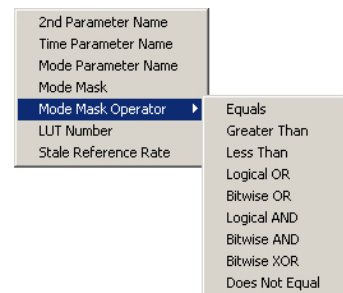 2nd Parameter Name
Time Parameter Name
Mode Parameter Name
Mode Mask
Mode Mask Operator
LUT Number
Stale Reference Rate
Equals
Greater Than
Less Than
Logical OR
Bitwise OR
Logical AND
Bitwise AND
Bitwise XOR
Does Not Equal